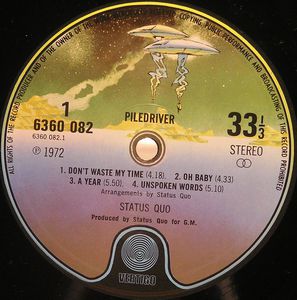 ALL RIGHTS OF THE RECORD PRODUCER AND OF THE OWNER OF THE
COPYING, PUBLIC PERFORMANCE AND BROADCASTING OF THIS RECORD PROHIBITED
1
PILEDRIVER
33 1/3
6360 082
6360 082.1
STEREO
Ⓟ 1972
1. DON'T WASTE MY TIME (4.18). 2. OH BABY (4.33)
3. A YEAR (5.50) 4. UNSPOKEN WORDS (5.10)
Arrangements by Status Quo
STATUS QUO
Produced by Status Quo for G.M.
VERTIGO